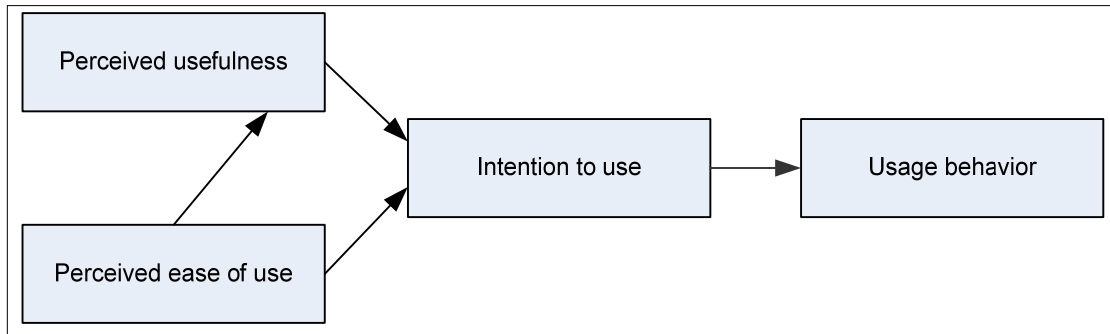 Perceived usefulness
Intention to use
Usage behavior
Perceived ease of use